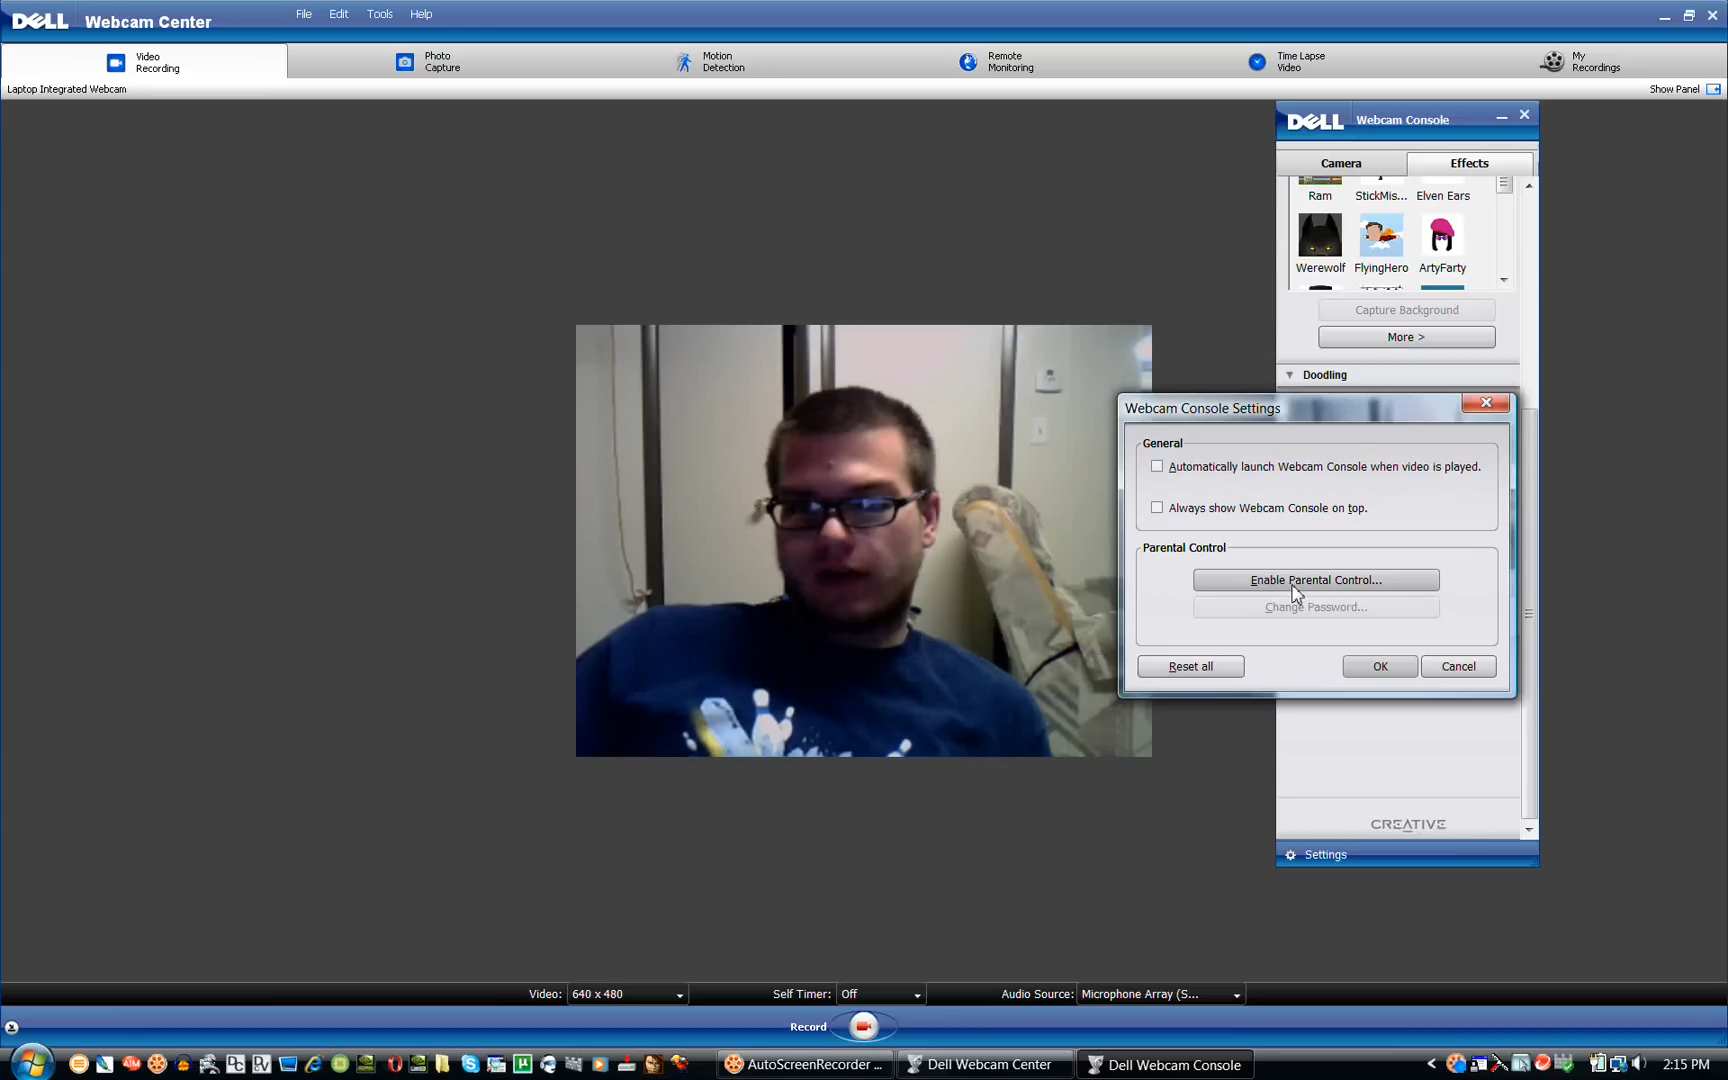 DELL Webcam Center File Edit Tools Help
Video Recording Photo Capture Motion Detection Remote Monitoring Time Lapse Video My Recordings
Laptop Integrated Webcam Show Panel
DELL Webcam Console
Camera Effects
Ram StickMis... Elven Ears
Werewolf FlyingHero ArtyFarty
Capture Background
More >
Doodling
Webcam Console Settings
General
Automatically launch Webcam Console when video is played.
Always show Webcam Console on top.
Parental Control
Enable Parental Control...
Change Password...
Reset all OK Cancel
CREATIVE
Settings
Video: 640 x 480 Self Timer: Off Audio Source: Microphone Array (S...
Record
AIM DC DV AutoScreenRecorder ... Dell Webcam Center Dell Webcam Console < 2:15 PM